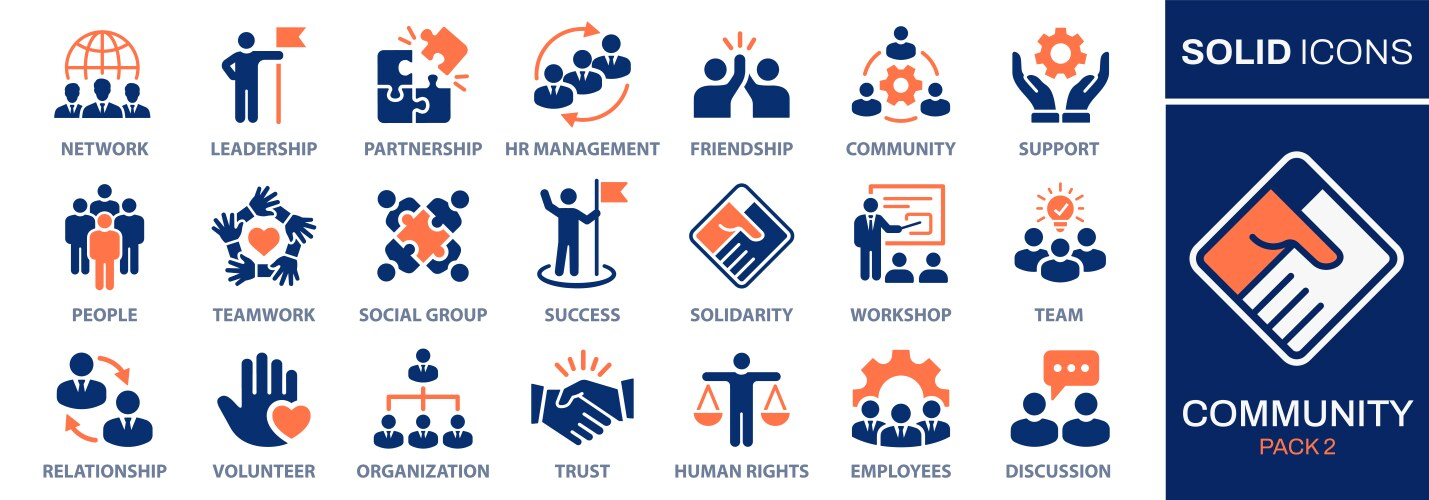 NETWORK
LEADERSHIP
PARTNERSHIP
HR MANAGEMENT
FRIENDSHIP
COMMUNITY
SUPPORT
PEOPLE
TEAMWORK
SOCIAL GROUP
SUCCESS
SOLIDARITY
WORKSHOP
TEAM
RELATIONSHIP
VOLUNTEER
ORGANIZATION
TRUST
HUMAN RIGHTS
EMPLOYEES
DISCUSSION
SOLID ICONS
COMMUNITY
PACK 2